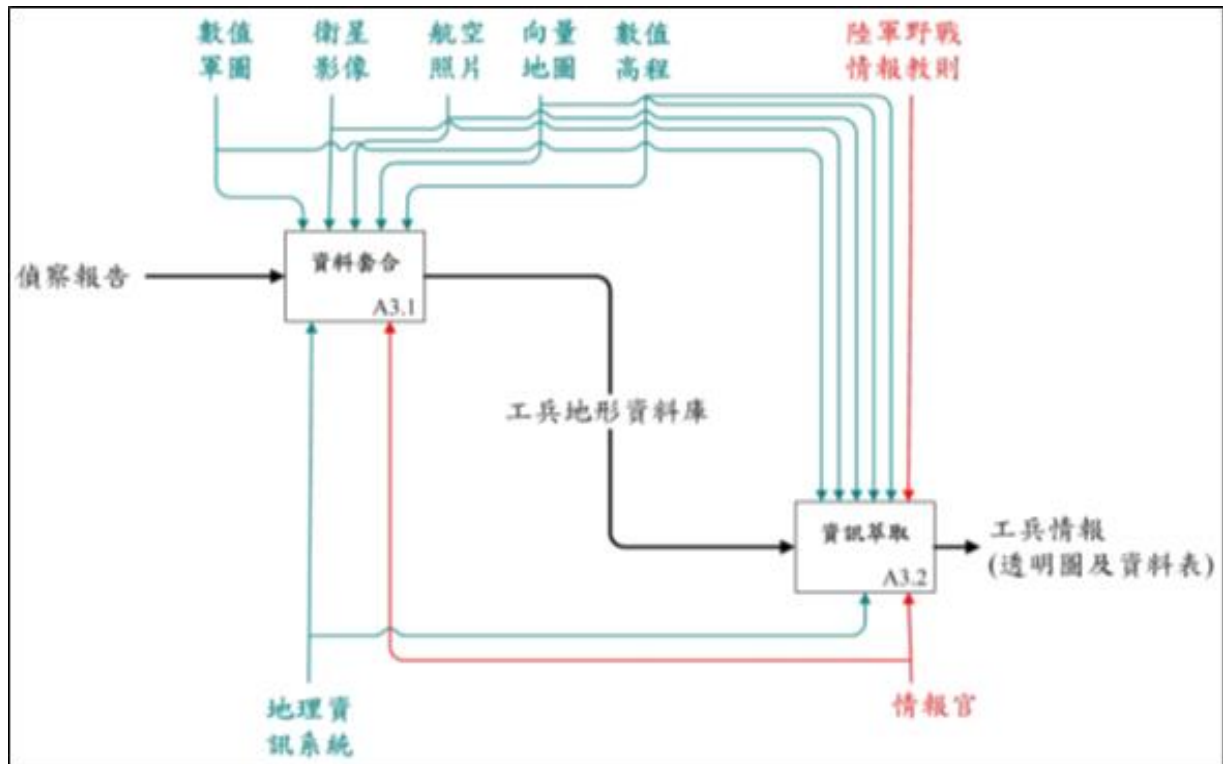 數值
軍圖
衛星
影像
航空
照片
向量
地圖
數值
高程
陸軍野戰
情報教則
資料套合
A3.1
偵察報告
工兵地形資料庫
資訊萃取
A3.2
工兵情報
(透明圖及資料表)
地理資
訊系統
情報官